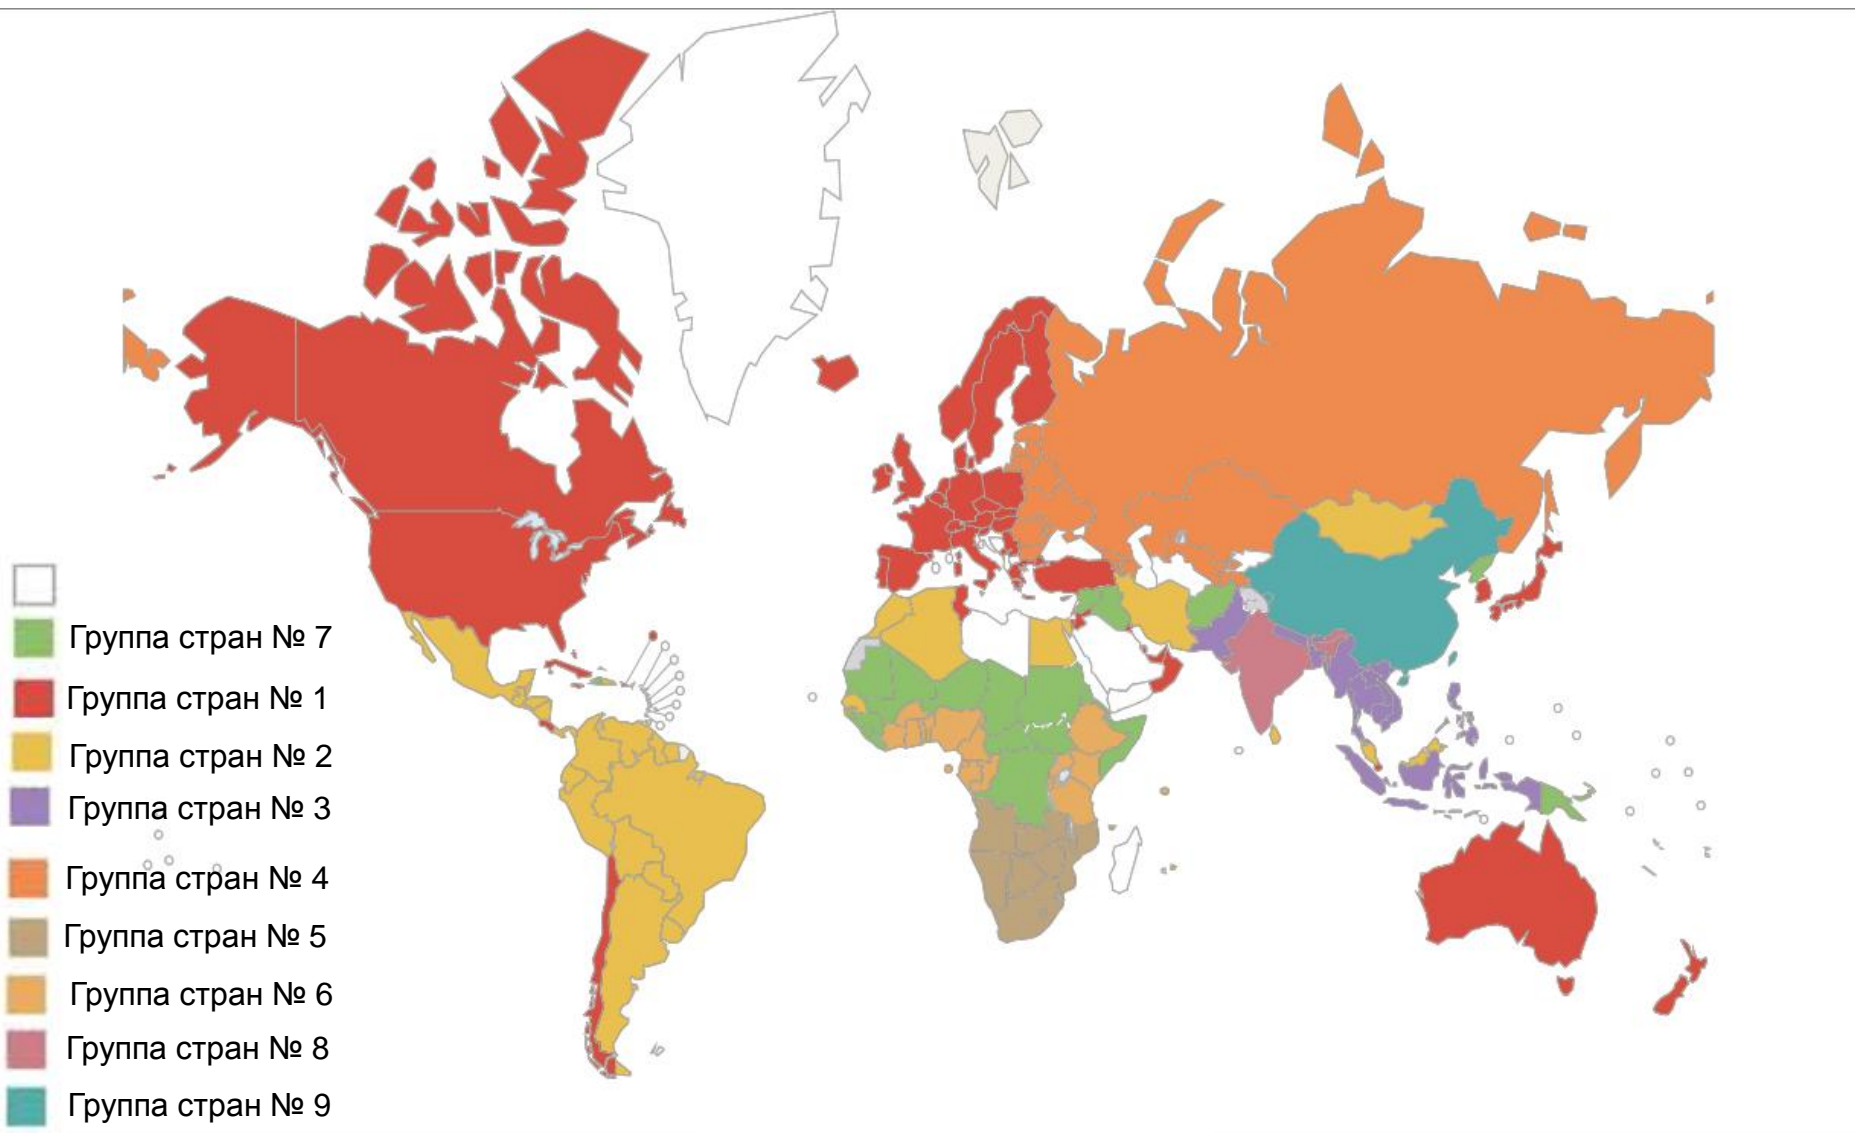 Группа стран № 7
Группа стран № 1
Группа стран № 2
Группа стран № 3
Группа стран № 4
Группа стран № 5
Группа стран № 6
Группа стран № 8
Группа стран № 9